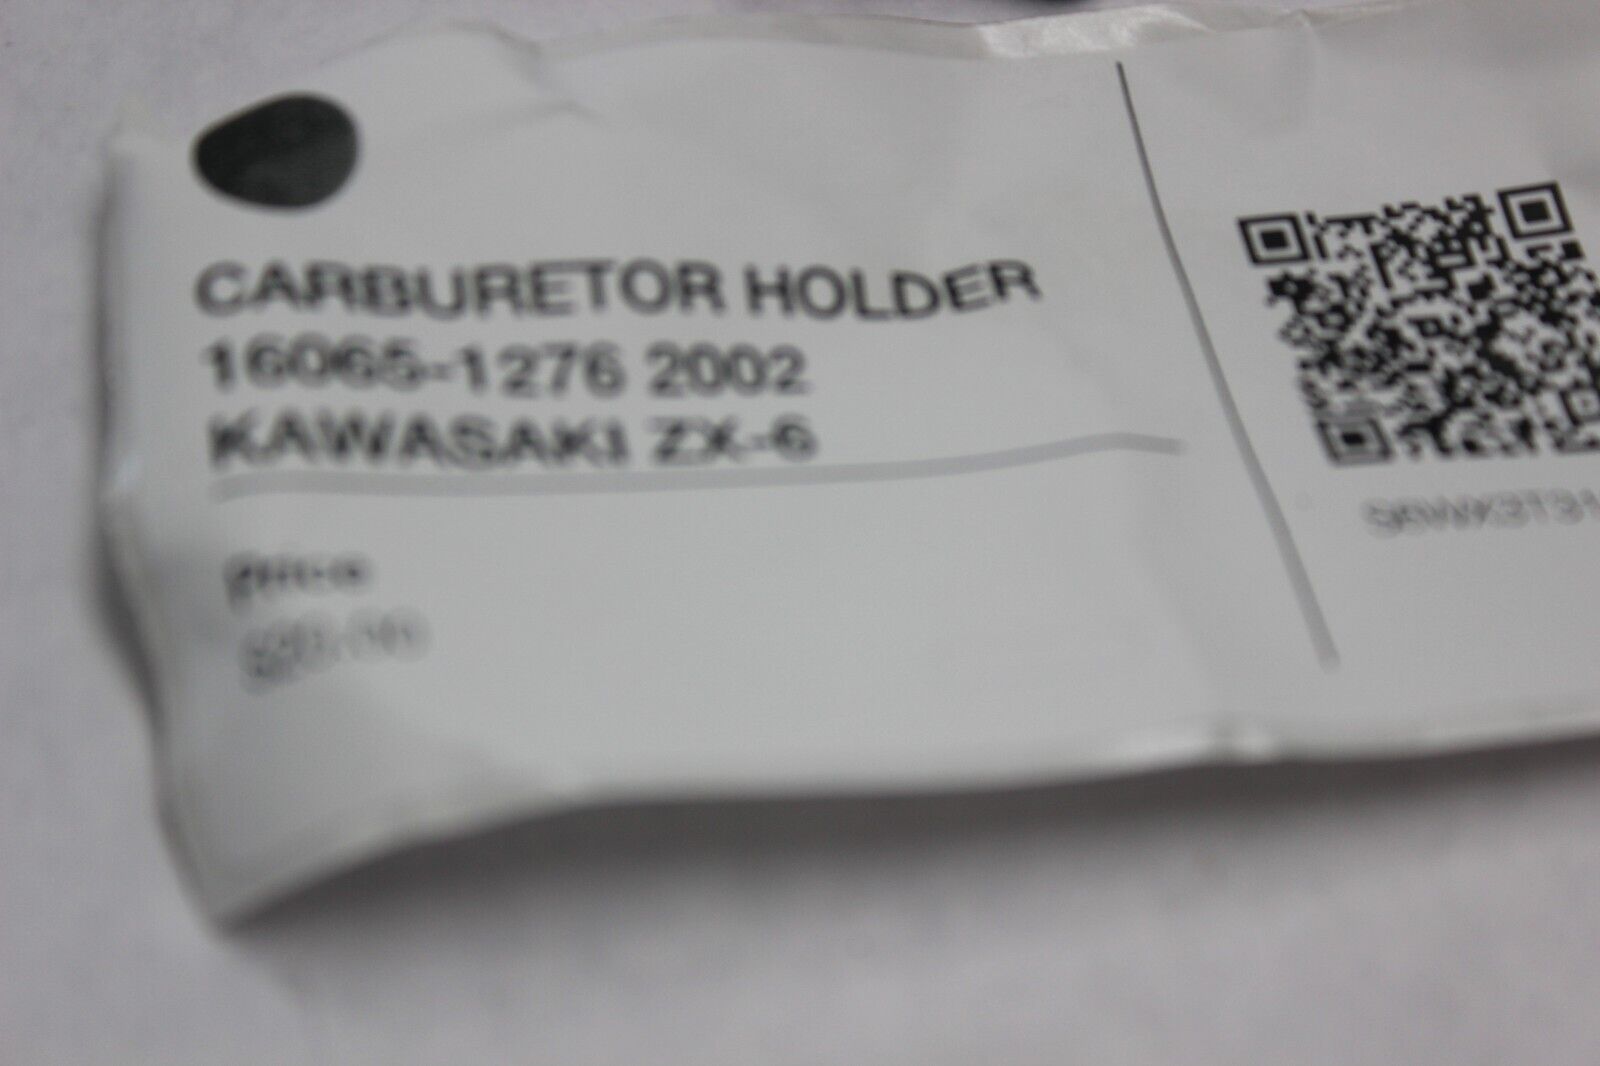 CARBURETOR HOLDER
16065-1276 2002
KAWASAKI ZX-6
price